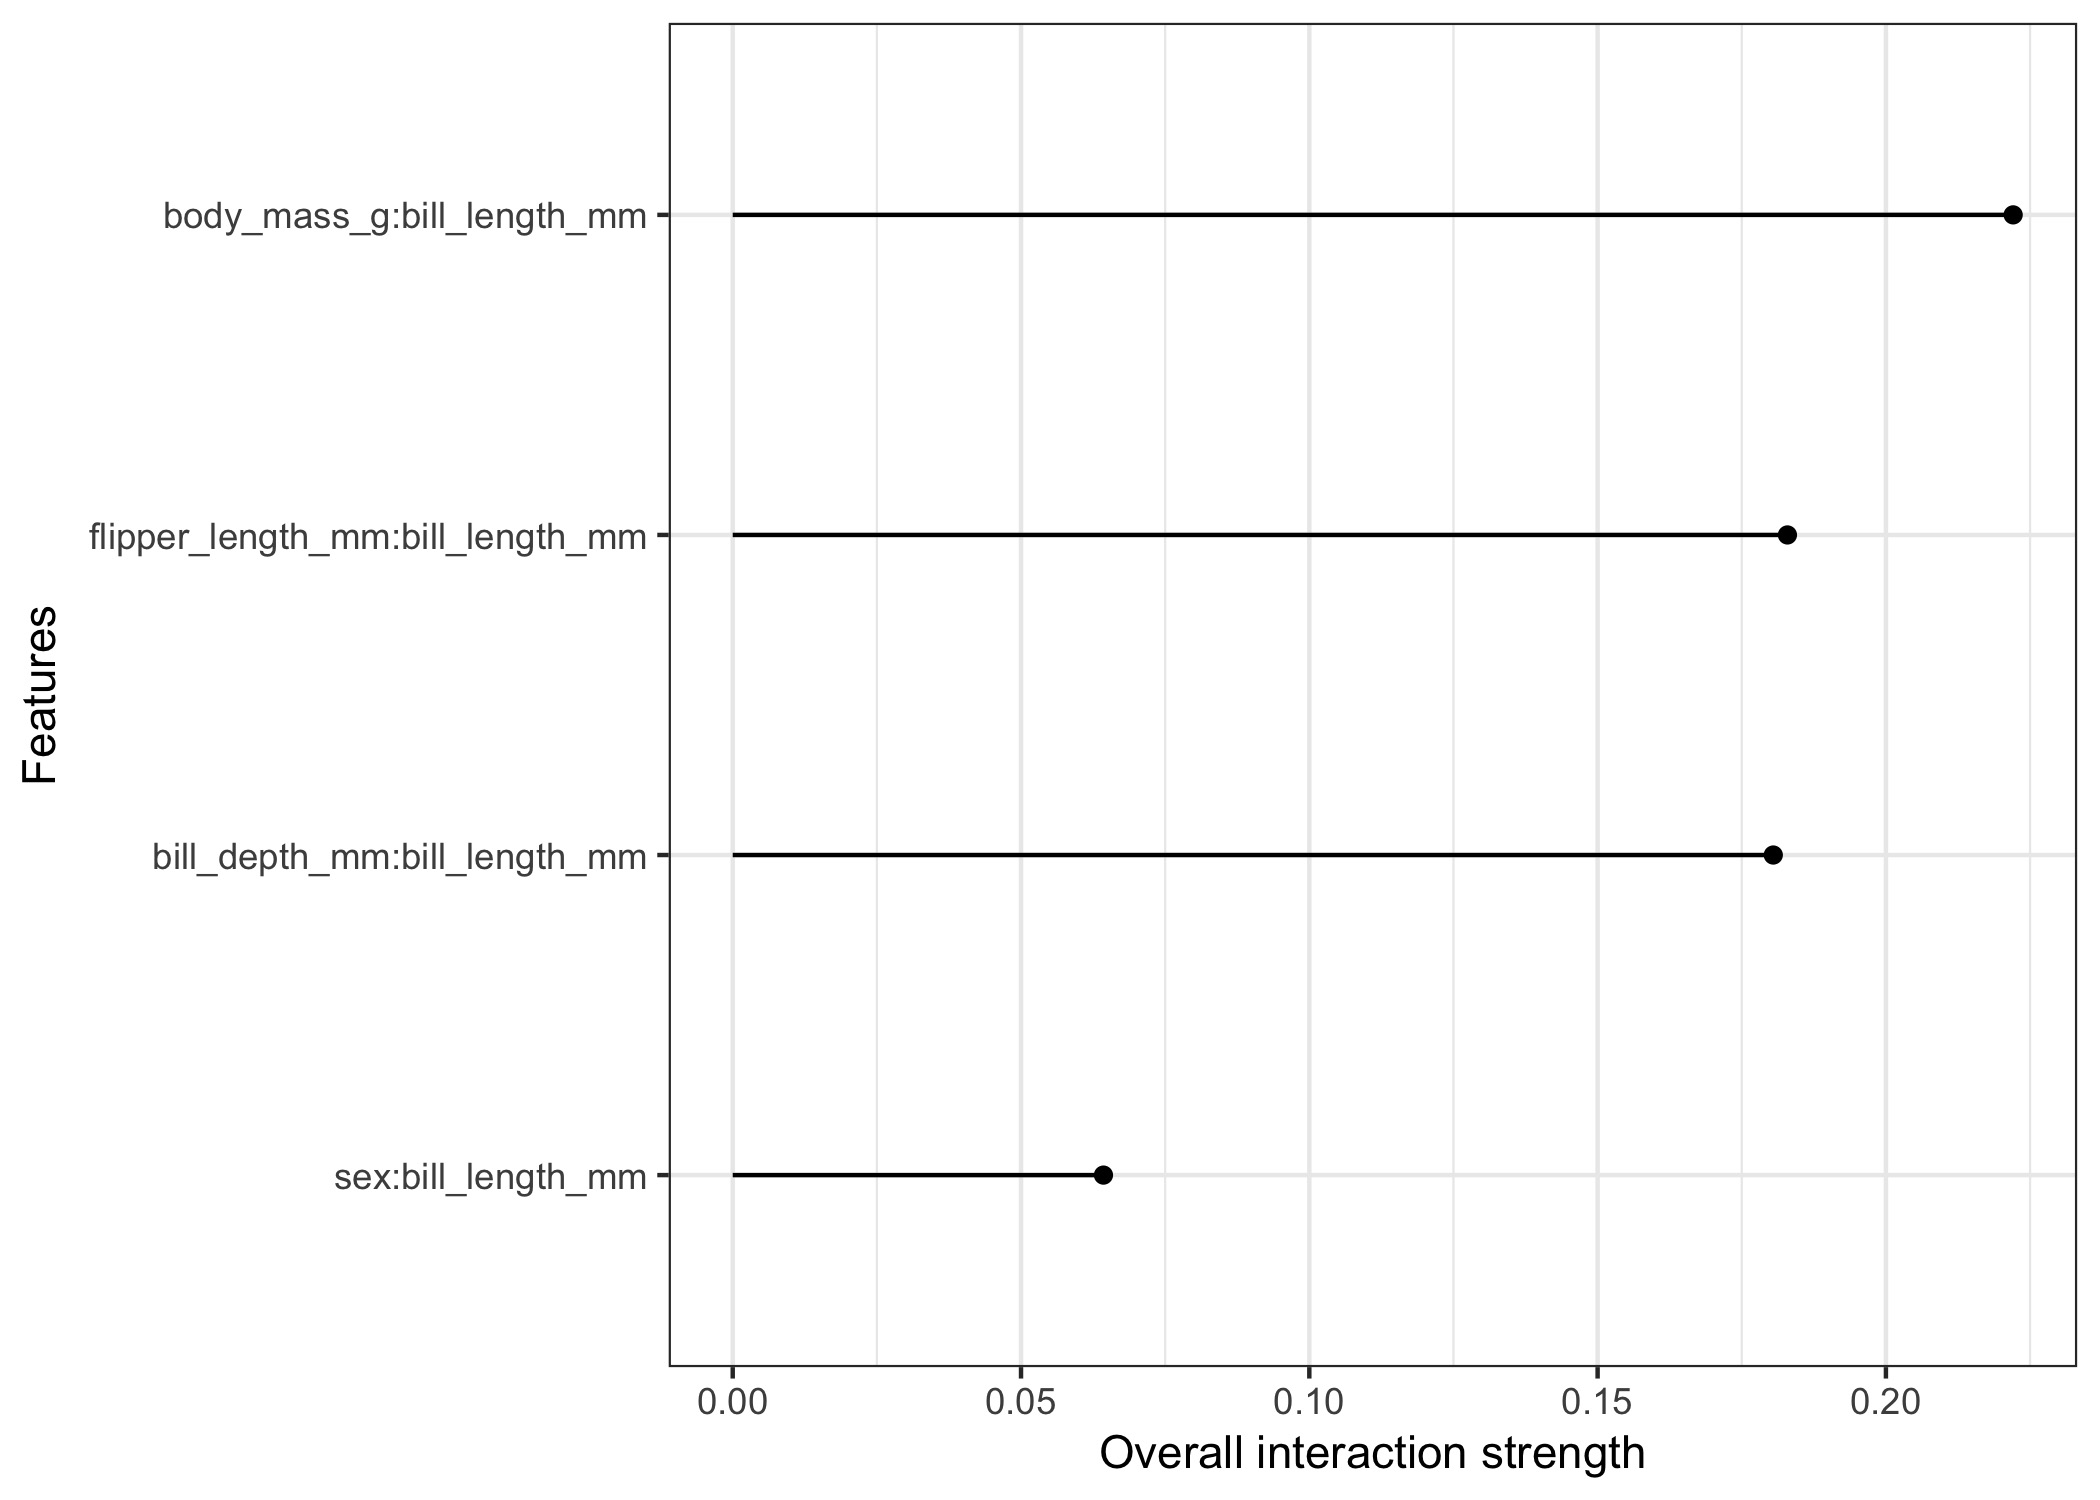 body_mass_g:bill_length_mm
flipper_length_mm:bill_length_mm
bill_depth_mm:bill_length_mm
sex:bill_length_mm
Features
0.00 0.05 0.10 0.15 0.20
Overall interaction strength